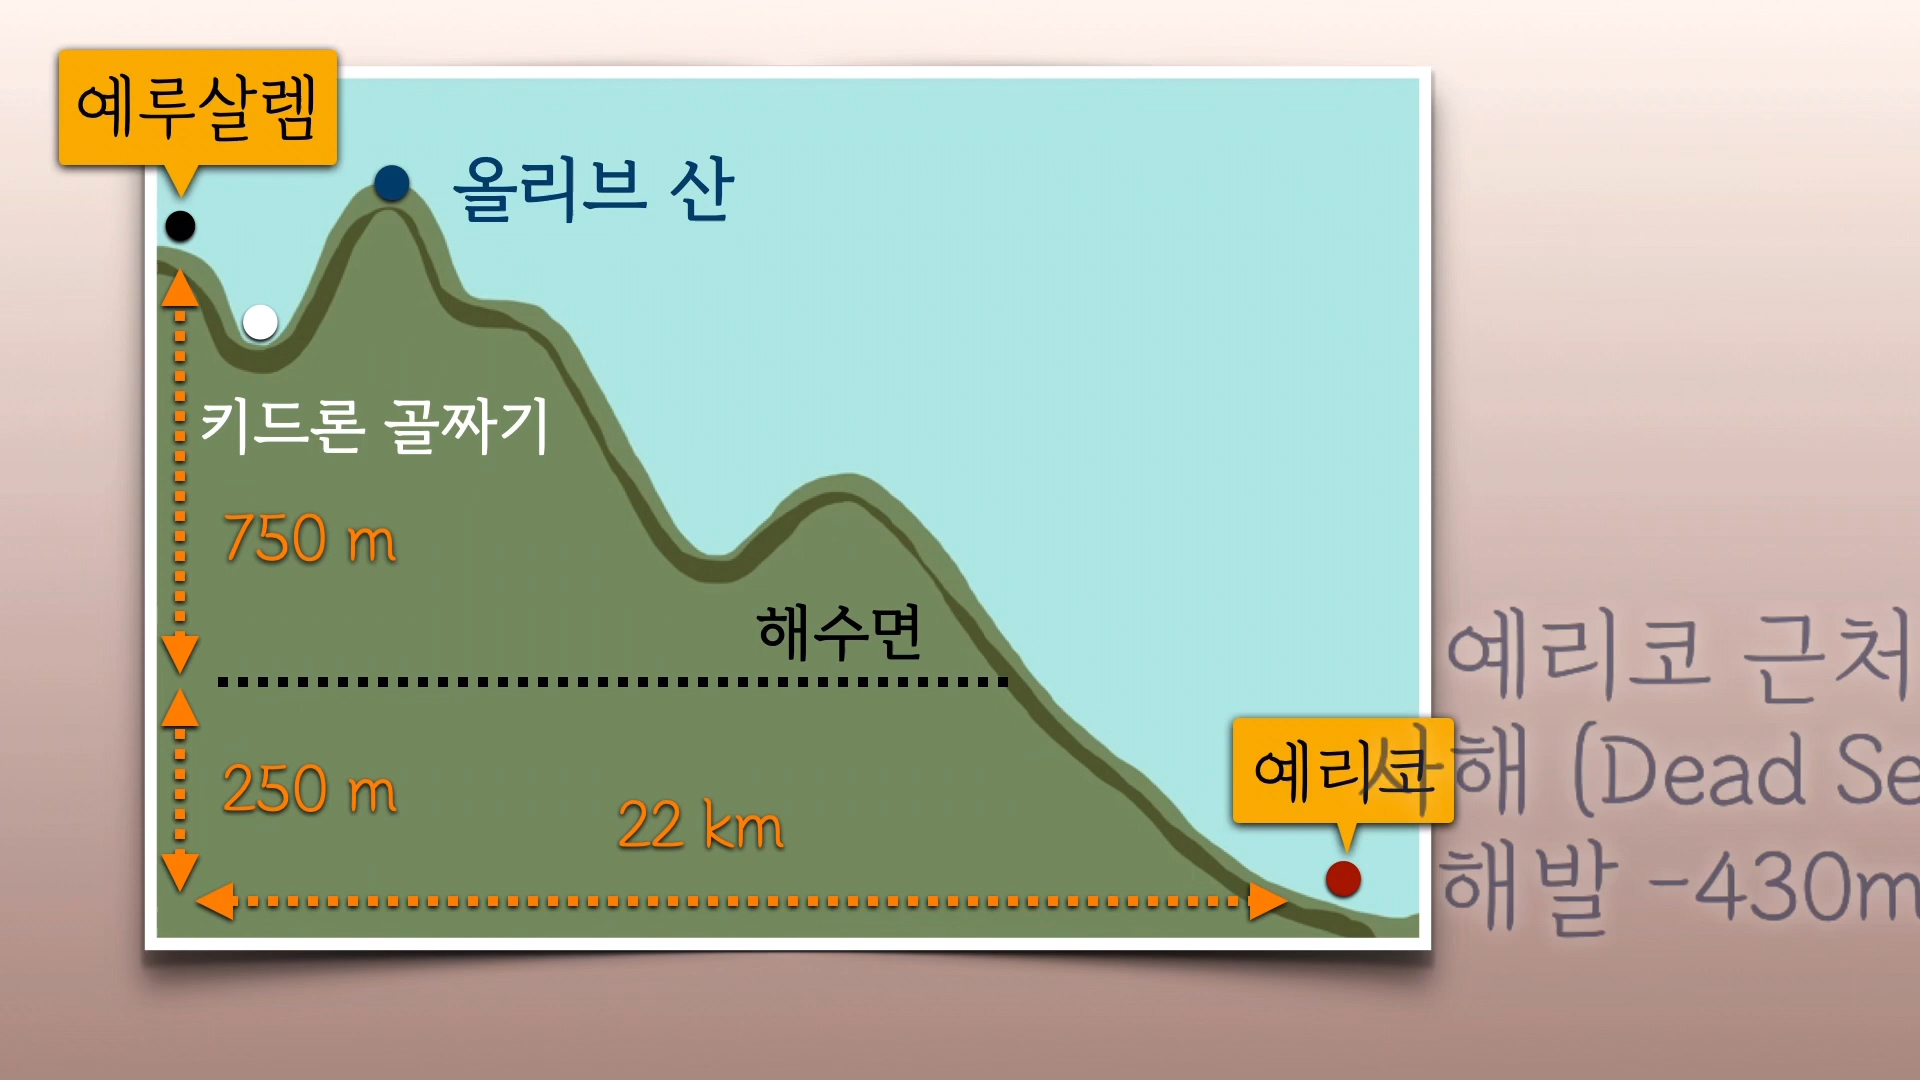 예루살렘
올리브 산
키드론 골짜기
750 m
해수면
250 m
22 km
예리코
예리코 근처
사해 (Dead Se
해발 -430m